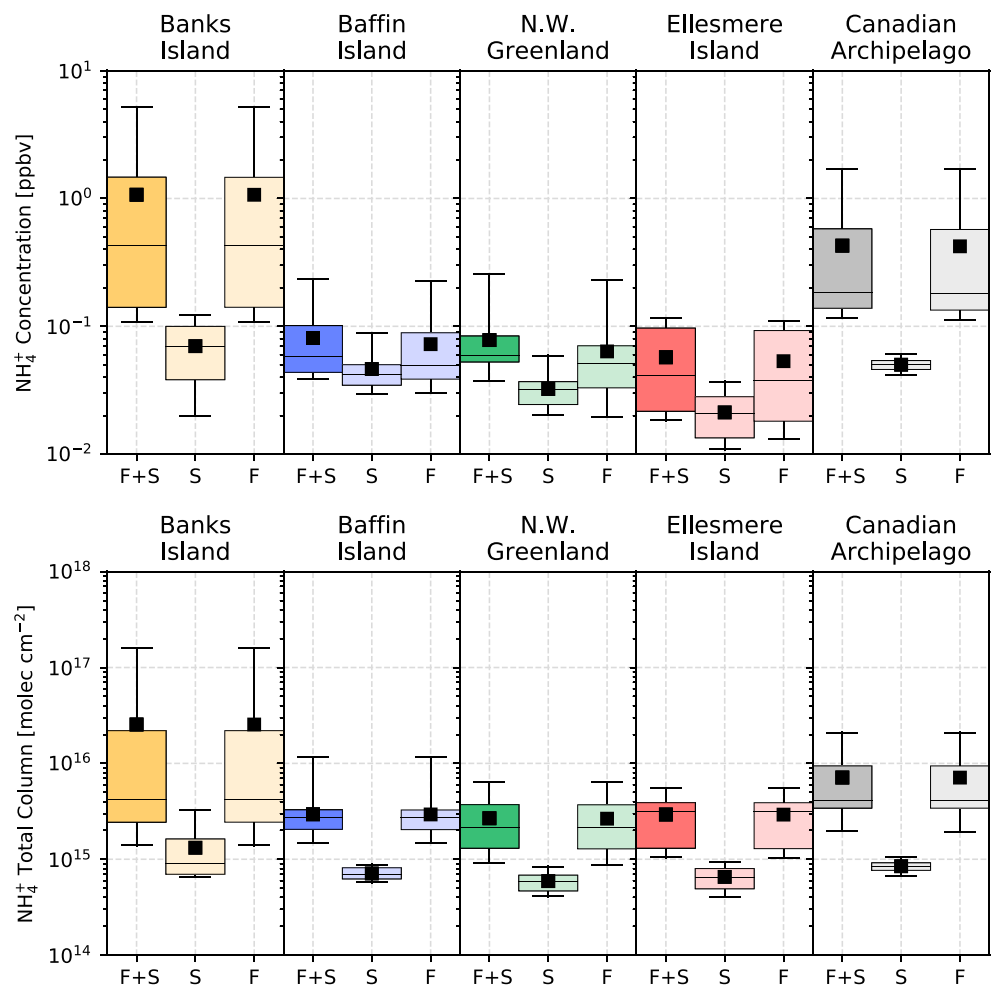 Banks
Island
Baffin
Island
N.W.
Greenland
Ellesmere
Island
Canadian
Archipelago
NH₄⁺ Concentration [ppbv]
10¹
10⁰
10⁻¹
10⁻²
F+S S F F+S S F F+S S F F+S S F F+S S F
Banks
Island
Baffin
Island
N.W.
Greenland
Ellesmere
Island
Canadian
Archipelago
NH₄⁺ Total Column [molec cm⁻²]
10¹⁸
10¹⁷
10¹⁶
10¹⁵
10¹⁴
F+S S F F+S S F F+S S F F+S S F F+S S F